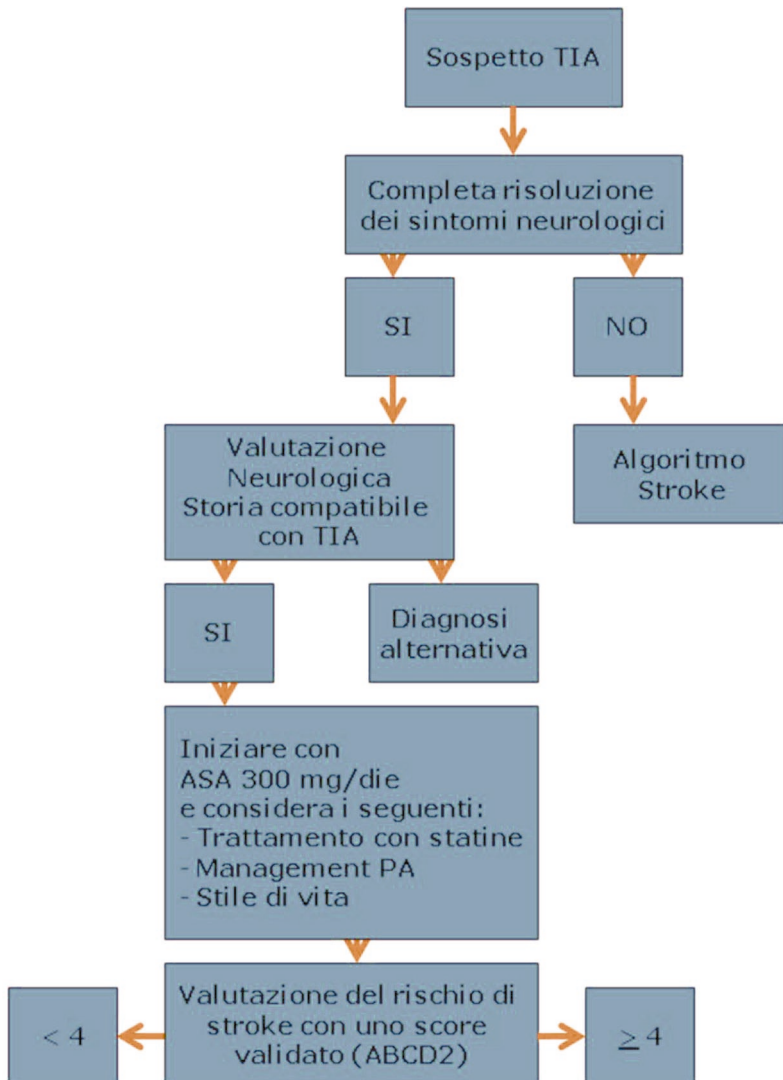 Sospetto TIA
Completa risoluzione
dei sintomi neurologici
SI
NO
Valutazione
Neurologica
Storia compatibile
con TIA
Algoritmo
Stroke
SI
Diagnosi
alternativa
Iniziare con
ASA 300 mg/die
e considera i seguenti:
- Trattamento con statine
- Management PA
- Stile di vita
< 4
Valutazione del rischio di
stroke con uno score
validato (ABCD2)
≥ 4